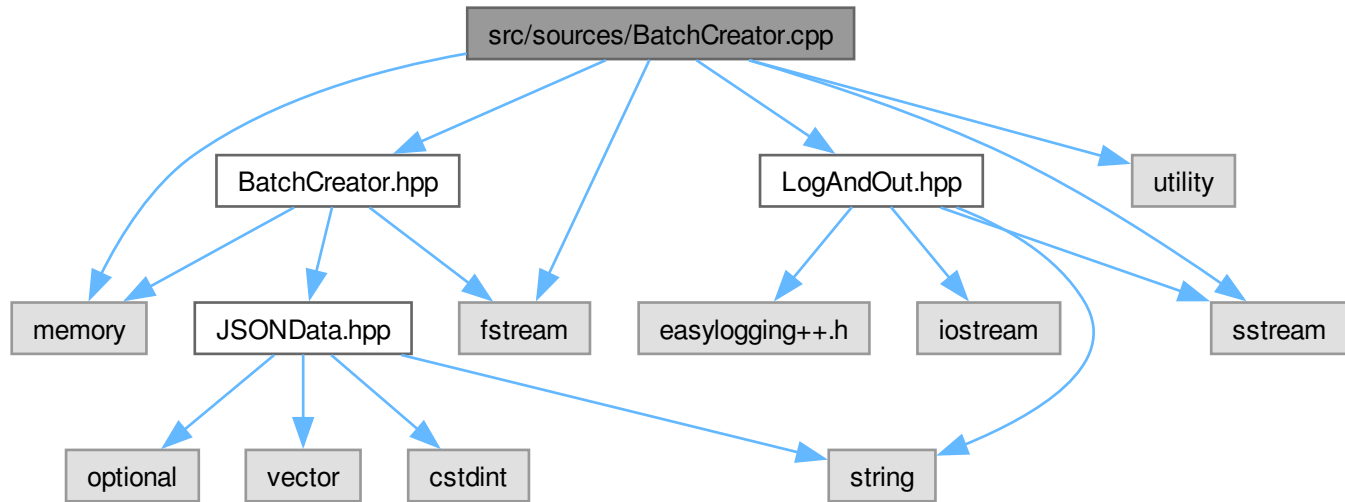 src/sources/BatchCreator.cpp
BatchCreator.hpp
LogAndOut.hpp
utility
memory
JSONData.hpp
fstream
easylogging++.h
iostream
sstream
optional
vector
cstdint
string